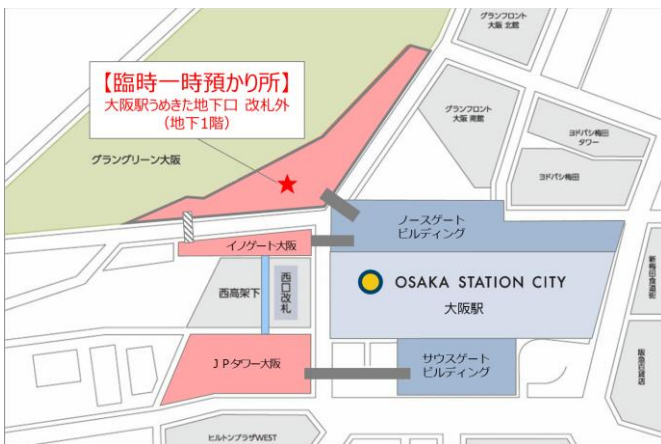 グランフロント
大阪 北館
【臨時一時預かり所】
大阪駅うめきた地下口 改札外
（地下1階）
グランフロント
大阪 南館
ヨドバシ梅田
タワー
グラングリーン大阪
ヨドバシ梅田
ノースゲート
ビルディング
イノゲート大阪
西高架下
西口改札
OSAKA STATION CITY
大阪駅
新梅田食道街
JPタワー大阪
サウスゲート
ビルディング
阪急百貨店
ヒルトンプラザWEST